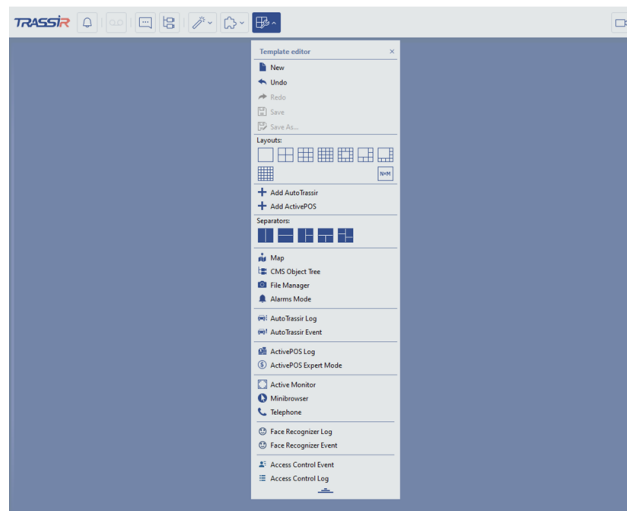 TRASSIR
Template editor
New
Undo
Redo
Save
Save As...
Layouts:
N×M
Add AutoTrassir
Add ActivePOS
Separators:
Map
CMS Object Tree
File Manager
Alarms Mode
AutoTrassir Log
AutoTrassir Event
ActivePOS Log
ActivePOS Expert Mode
Active Monitor
Minibrowser
Telephone
Face Recognizer Log
Face Recognizer Event
Access Control Event
Access Control Log